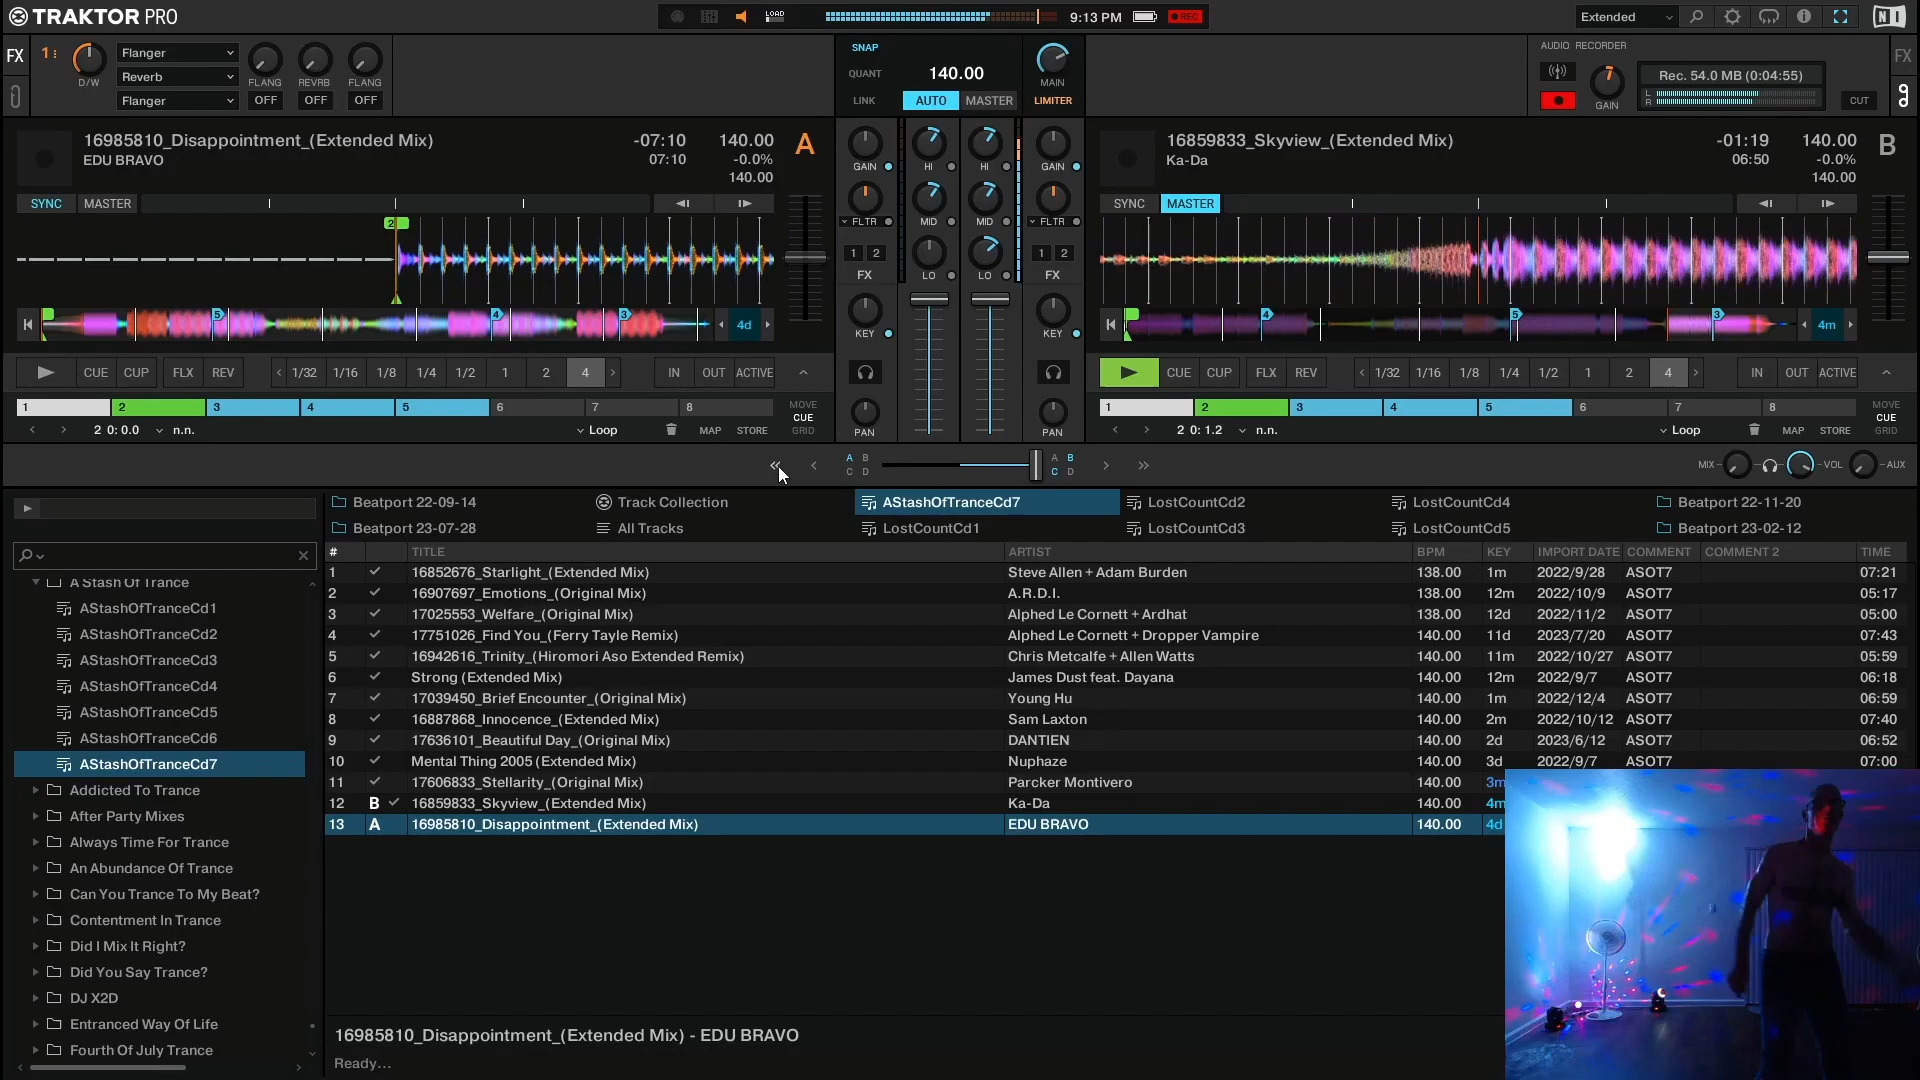 TRAKTOR PRO
LOAD
9:13 PM
REC
Extended
FX
1
D/W
Flanger
Reverb
Flanger
FLANG
REVRB
FLANG
OFF
OFF
OFF
SNAP
QUANT
140.00
LINK
AUTO
MASTER
MAIN
LIMITER
AUDIO RECORDER
GAIN
Rec. 54.0 MB (0:04:55)
L
R
CUT
FX
16985810_Disappointment_(Extended Mix)
EDU BRAVO
-07:10
07:10
140.00
-0.0%
140.00
A
SYNC
MASTER
2
5
4
3
4d
CUE
CUP
FLX
REV
1/32
1/16
1/8
1/4
1/2
1
2
4
IN
OUT
ACTIVE
1
2
3
4
5
6
7
8
MOVE
CUE
GRID
2 0: 0.0
n.n.
Loop
MAP
STORE
GAIN
FLTR
1 2
FX
KEY
PAN
HI
MID
LO
HI
MID
LO
GAIN
FLTR
1 2
FX
KEY
PAN
16859833_Skyview_(Extended Mix)
Ka-Da
-01:19
06:50
140.00
-0.0%
140.00
B
SYNC
MASTER
4
5
3
4m
CUE
CUP
FLX
REV
1/32
1/16
1/8
1/4
1/2
1
2
4
IN
OUT
ACTIVE
1
2
3
4
5
6
7
8
MOVE
CUE
GRID
2 0: 1.2
n.n.
Loop
MAP
STORE
A B
C D
A B
C D
MIX
VOL
AUX
Beatport 22-09-14
Track Collection
AStashOfTranceCd7
LostCountCd2
LostCountCd4
Beatport 22-11-20
Beatport 23-07-28
All Tracks
LostCountCd1
LostCountCd3
LostCountCd5
Beatport 23-02-12
A Stash Of Trance
AStashOfTranceCd1
AStashOfTranceCd2
AStashOfTranceCd3
AStashOfTranceCd4
AStashOfTranceCd5
AStashOfTranceCd6
AStashOfTranceCd7
Addicted To Trance
After Party Mixes
Always Time For Trance
An Abundance Of Trance
Can You Trance To My Beat?
Contentment In Trance
Did I Mix It Right?
Did You Say Trance?
DJ X2D
Entranced Way Of Life
Fourth Of July Trance
# TITLE ARTIST BPM KEY IMPORT DATE COMMENT COMMENT 2 TIME
1 16852676_Starlight_(Extended Mix) Steve Allen + Adam Burden 138.00 1m 2022/9/28 ASOT7 07:21
2 16907697_Emotions_(Original Mix) A.R.D.I. 138.00 12m 2022/10/9 ASOT7 05:17
3 17025553_Welfare_(Original Mix) Alphed Le Cornett + Ardhat 138.00 12d 2022/11/2 ASOT7 05:00
4 17751026_Find You_(Ferry Tayle Remix) Alphed Le Cornett + Dropper Vampire 140.00 11d 2023/7/20 ASOT7 07:43
5 16942616_Trinity_(Hiromori Aso Extended Remix) Chris Metcalfe + Allen Watts 140.00 11m 2022/10/27 ASOT7 05:59
6 Strong (Extended Mix) James Dust feat. Dayana 140.00 12m 2022/9/7 ASOT7 06:18
7 17039450_Brief Encounter_(Original Mix) Young Hu 140.00 1m 2022/12/4 ASOT7 06:59
8 16887868_Innocence_(Extended Mix) Sam Laxton 140.00 2m 2022/10/12 ASOT7 07:40
9 17636101_Beautiful Day_(Original Mix) DANTIEN 140.00 2d 2023/6/12 ASOT7 06:52
10 Mental Thing 2005 (Extended Mix) Nuphaze 140.00 3d 2022/9/7 ASOT7 07:00
11 17606833_Stellarity_(Original Mix) Parcker Montivero 140.00 3m
12 B 16859833_Skyview_(Extended Mix) Ka-Da 140.00 4m
13 A 16985810_Disappointment_(Extended Mix) EDU BRAVO 140.00 4d
16985810_Disappointment_(Extended Mix) - EDU BRAVO
Ready...